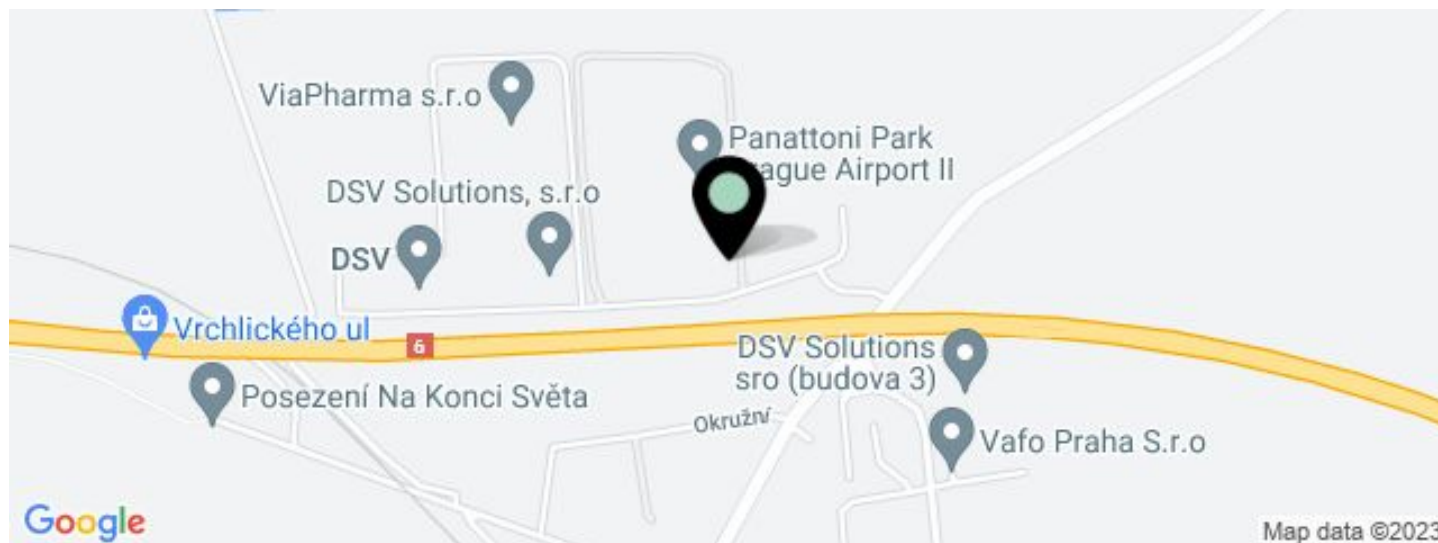 ViaPharma s.r.o
Panattoni Park
ague Airport II
DSV Solutions, s.r.o
DSV
Vrchlického ul
6
DSV Solutions
sro (budova 3)
Posezení Na Konci Světa
Okružní
Vafo Praha S.r.o
Google
Map data ©2023